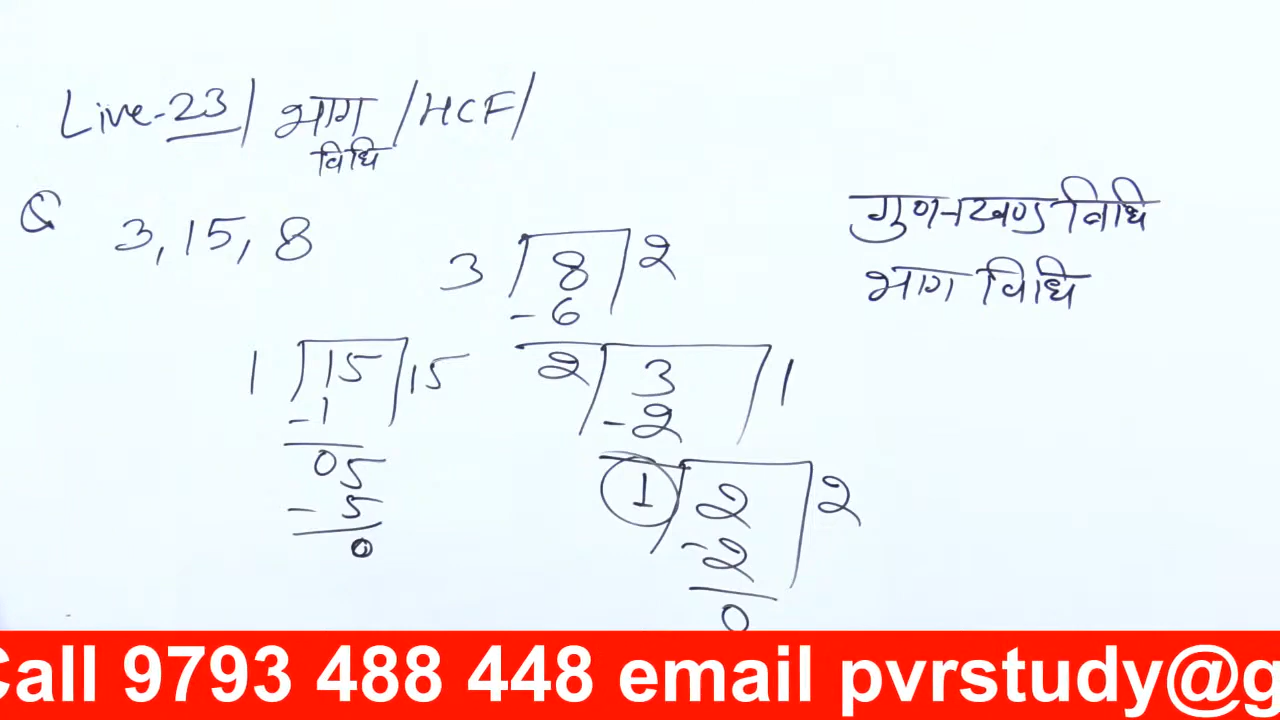 Live-23 / भाग / HCF /
विधि
Q 3, 15, 8
गुणनखण्ड विधि
भाग विधि
3 8 2
-6
2 3 1
-2
1 2 2
-2
0
1 15 15
-1
05
-5
0
Call 9793 488 448 email pvrstudy@g